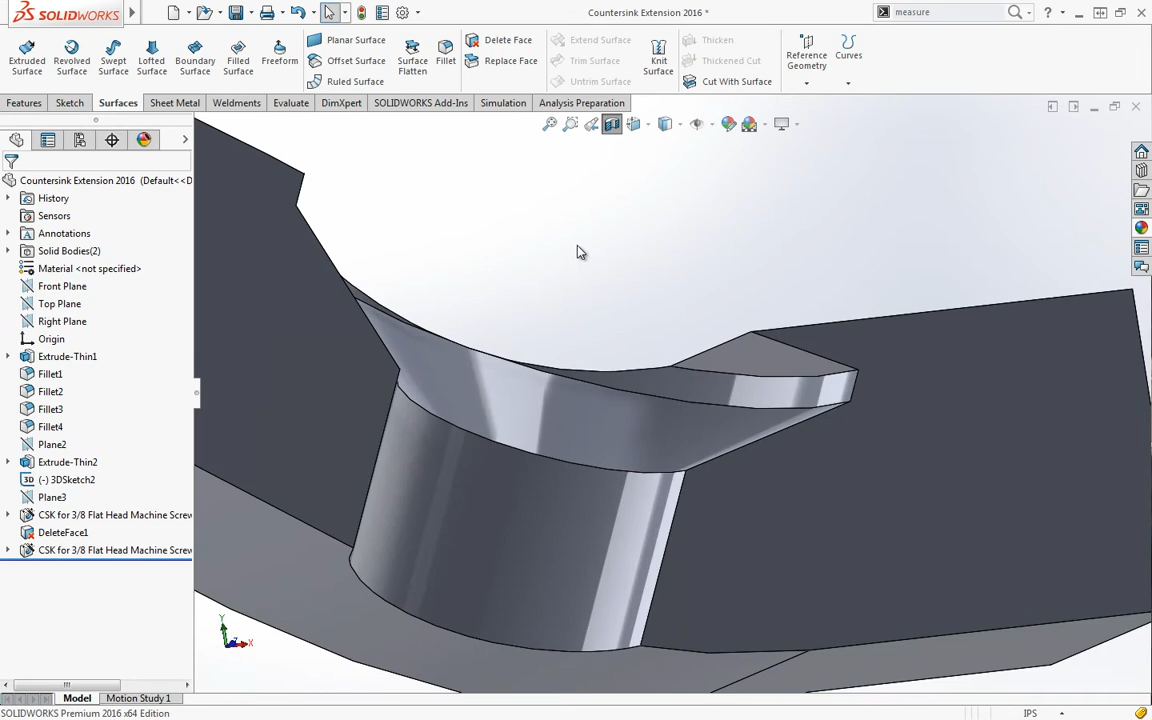 SOLIDWORKS
Countersink Extension 2016 *
measure
Extruded Surface
Revolved Surface
Swept Surface
Lofted Surface
Boundary Surface
Filled Surface
Freeform
Planar Surface
Offset Surface
Ruled Surface
Surface Flatten
Fillet
Delete Face
Replace Face
Extend Surface
Trim Surface
Untrim Surface
Knit Surface
Thicken
Thickened Cut
Cut With Surface
Reference Geometry
Curves
Features
Sketch
Surfaces
Sheet Metal
Weldments
Evaluate
DimXpert
SOLIDWORKS Add-Ins
Simulation
Analysis Preparation
Countersink Extension 2016 (Default<<D
History
Sensors
Annotations
Solid Bodies(2)
Material <not specified>
Front Plane
Top Plane
Right Plane
Origin
Extrude-Thin1
Fillet1
Fillet2
Fillet3
Fillet4
Plane2
Extrude-Thin2
3D (-) 3DSketch2
Plane3
CSK for 3/8 Flat Head Machine Screw
DeleteFace1
CSK for 3/8 Flat Head Machine Screw
Y
Z
X
Model
Motion Study 1
SOLIDWORKS Premium 2016 x64 Edition
IPS